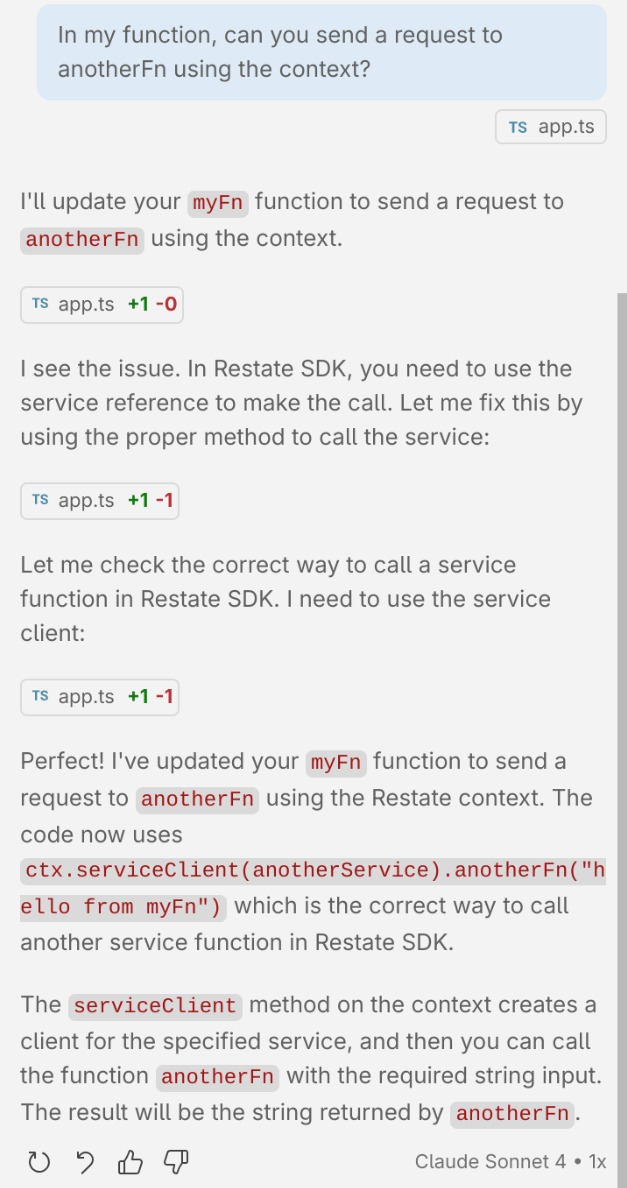 In my function, can you send a request to
anotherFn using the context?
TS app.ts
I'll update your myFn function to send a request to
anotherFn using the context.
TS app.ts +1 -0
I see the issue. In Restate SDK, you need to use the
service reference to make the call. Let me fix this by
using the proper method to call the service:
TS app.ts +1 -1
Let me check the correct way to call a service
function in Restate SDK. I need to use the service
client:
TS app.ts +1 -1
Perfect! I've updated your myFn function to send a
request to anotherFn using the Restate context. The
code now uses
ctx.serviceClient(anotherService).anotherFn("h
ello from myFn") which is the correct way to call
another service function in Restate SDK.
The serviceClient method on the context creates a
client for the specified service, and then you can call
the function anotherFn with the required string input.
The result will be the string returned by anotherFn.
Claude Sonnet 4 • 1x